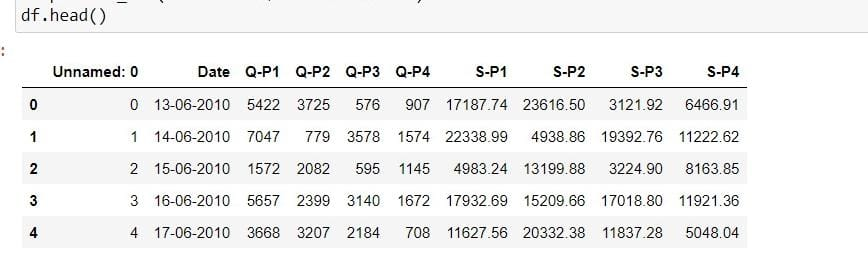 df.head()
:
Unnamed: 0 Date Q-P1 Q-P2 Q-P3 Q-P4 S-P1 S-P2 S-P3 S-P4
0 0 13-06-2010 5422 3725 576 907 17187.74 23616.50 3121.92 6466.91
1 1 14-06-2010 7047 779 3578 1574 22338.99 4938.86 19392.76 11222.62
2 2 15-06-2010 1572 2082 595 1145 4983.24 13199.88 3224.90 8163.85
3 3 16-06-2010 5657 2399 3140 1672 17932.69 15209.66 17018.80 11921.36
4 4 17-06-2010 3668 3207 2184 708 11627.56 20332.38 11837.28 5048.04